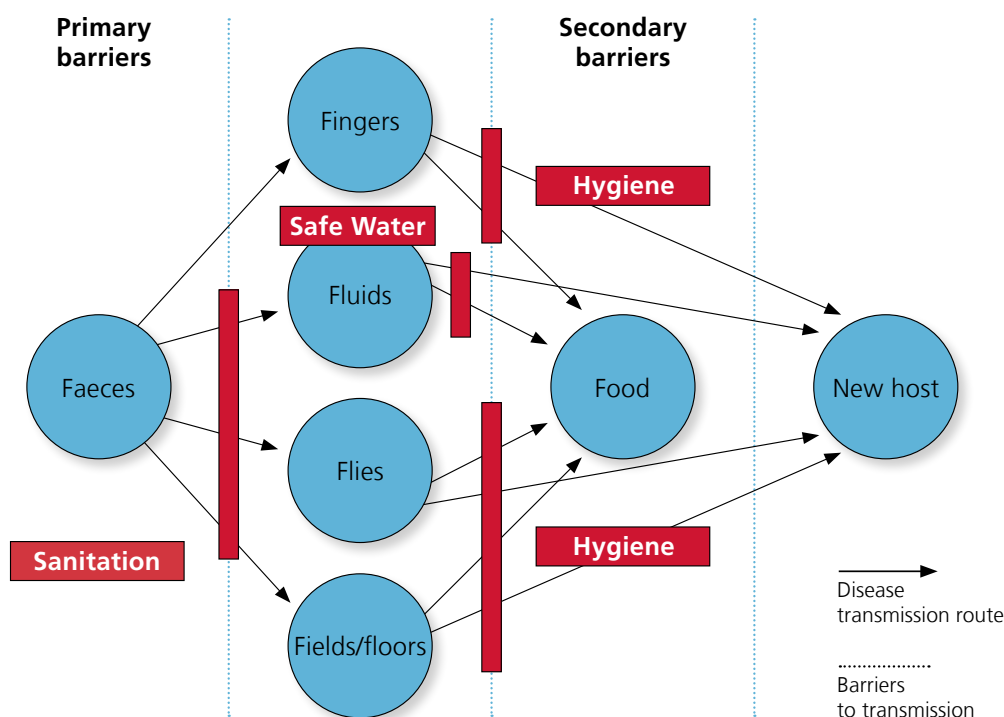 Primary
barriers
Secondary
barriers
Fingers
Hygiene
Safe Water
Fluids
Faeces
Food
New host
Flies
Sanitation
Hygiene
Fields/floors
Disease
transmission route
Barriers
to transmission